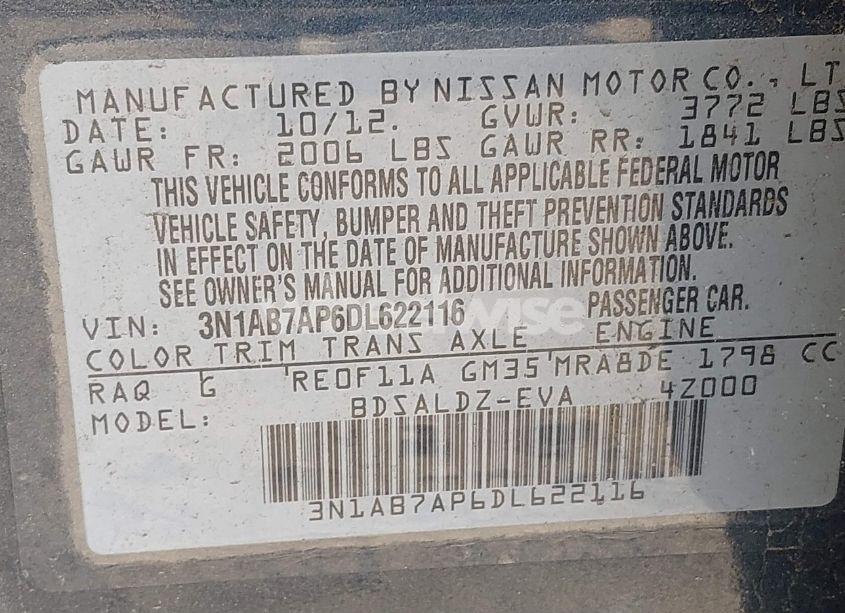 MANUFACTURED BY NISSAN MOTOR CO., LT
DATE: 10/12. GVWR: 3772 LBS
GAWR FR: 2006 LBS GAWR RR: 1841 LBS
THIS VEHICLE CONFORMS TO ALL APPLICABLE FEDERAL MOTOR
VEHICLE SAFETY, BUMPER AND THEFT PREVENTION STANDARDS
IN EFFECT ON THE DATE OF MANUFACTURE SHOWN ABOVE.
SEE OWNER'S MANUAL FOR ADDITIONAL INFORMATION.
VIN: 3N1AB7AP6DL622116 PASSENGER CAR.
COLOR TRIM TRANS AXLE ENGINE
RAQ G RE0F11A GM35 MRA8DE 1798 CC
MODEL: BDSALDZ-EVA 4Z000
3N1AB7AP6DL622116